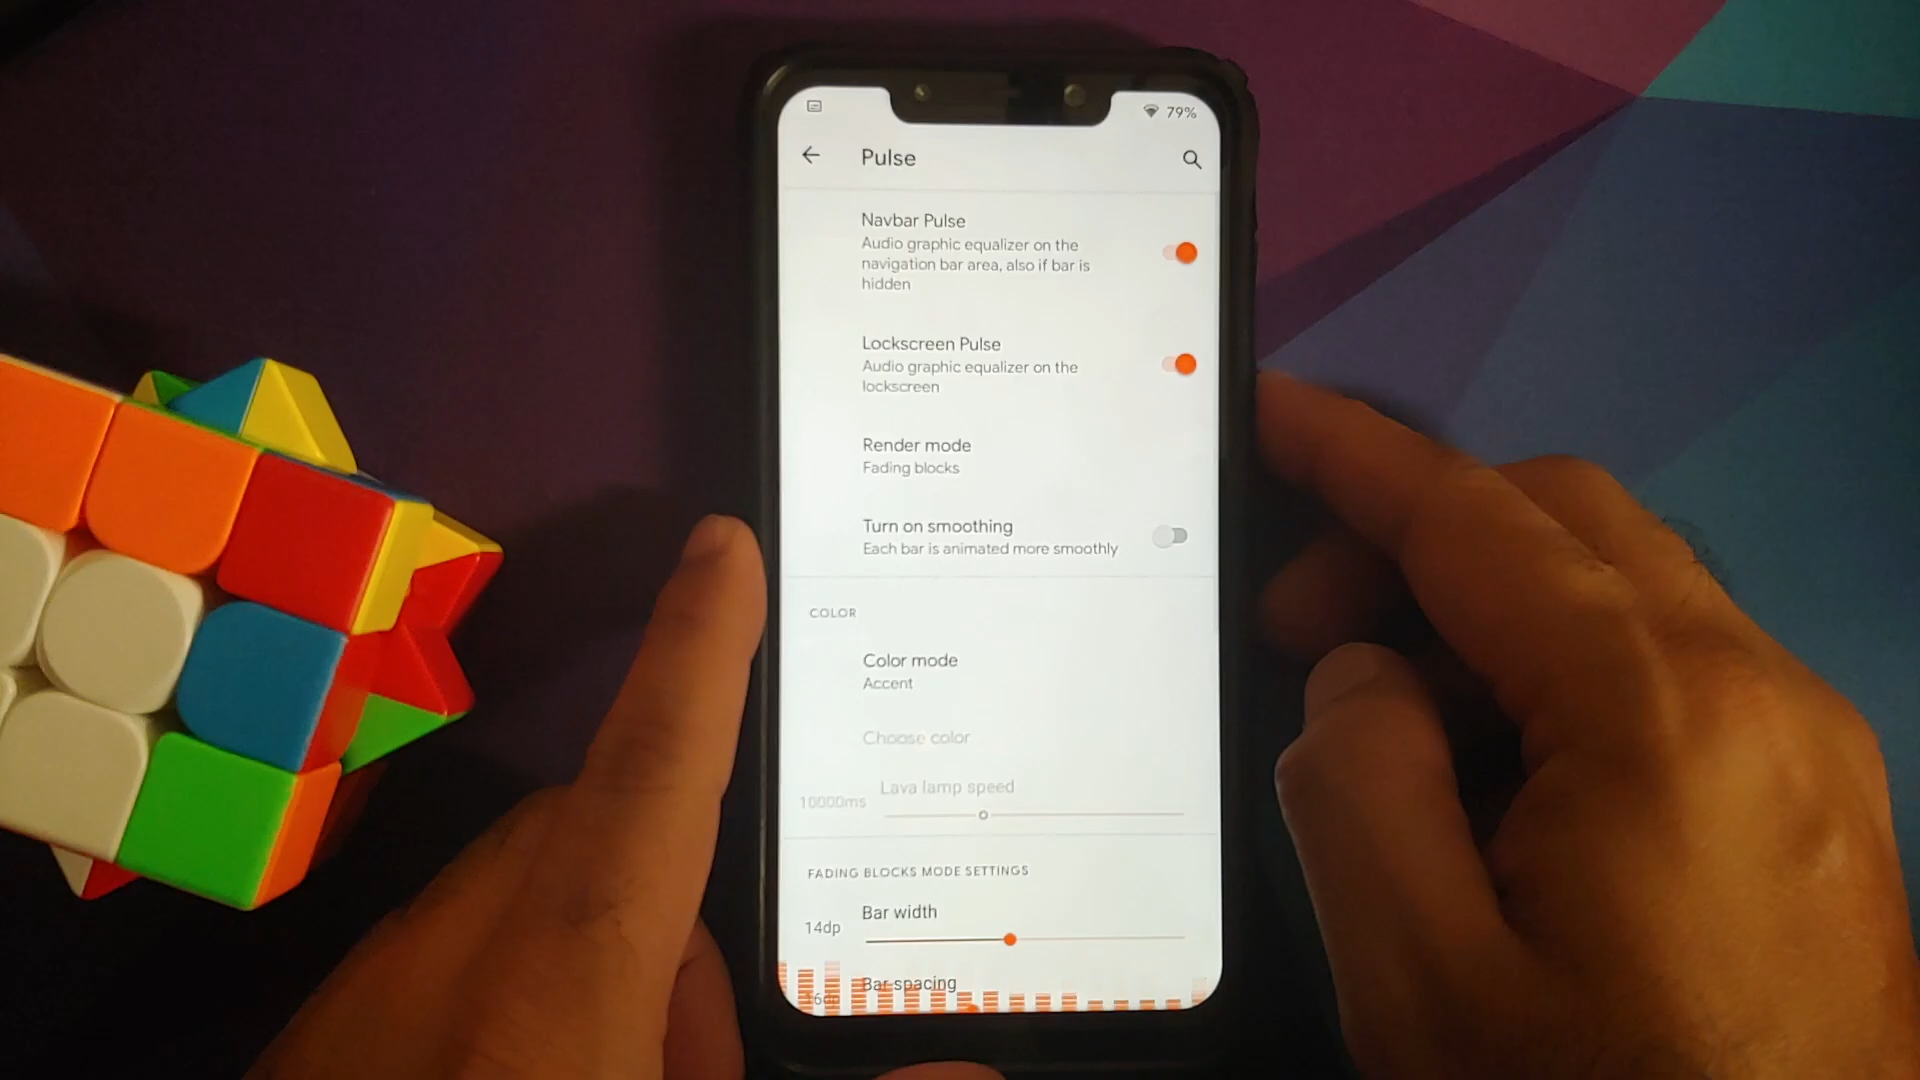 79%
Pulse
Navbar Pulse
Audio graphic equalizer on the
navigation bar area, also if bar is
hidden
Lockscreen Pulse
Audio graphic equalizer on the
lockscreen
Render mode
Fading blocks
Turn on smoothing
Each bar is animated more smoothly
COLOR
Color mode
Accent
Choose color
Lava lamp speed
10000ms
FADING BLOCKS MODE SETTINGS
Bar width
14dp
Bar spacing